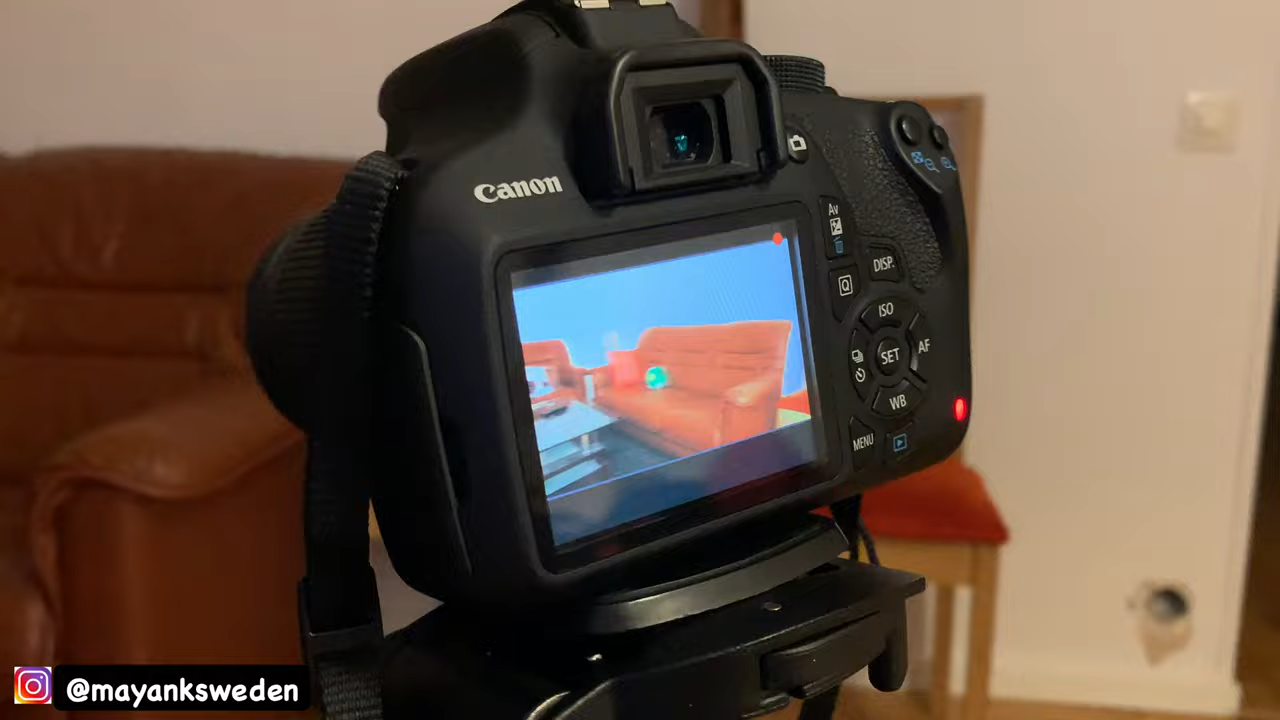 Canon
Av
Q
DISP.
ISO
AF
SET
WB
MENU
@mayanksweden